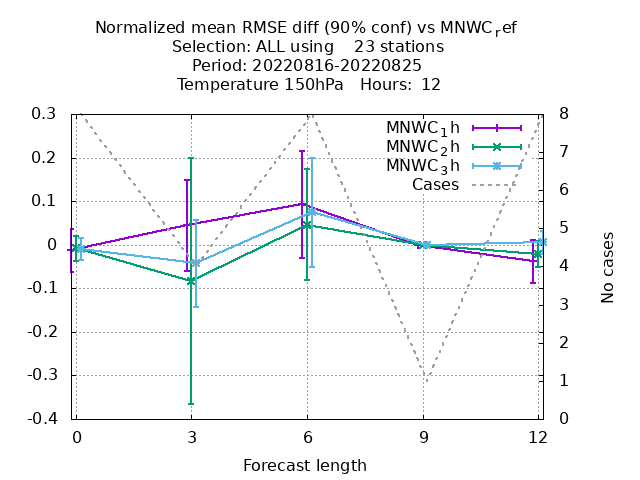 Normalized mean RMSE diff (90% conf) vs MNWC_ref
Selection: ALL using    23 stations
Period: 20220816-20220825
Temperature 150hPa   Hours:  12
0.3
0.2
0.1
0
-0.1
-0.2
-0.3
-0.4
8
7
6
5
4
3
2
1
0
MNWC_1h
MNWC_2h
MNWC_3h
Cases
No cases
0 3 6 9 12
Forecast length